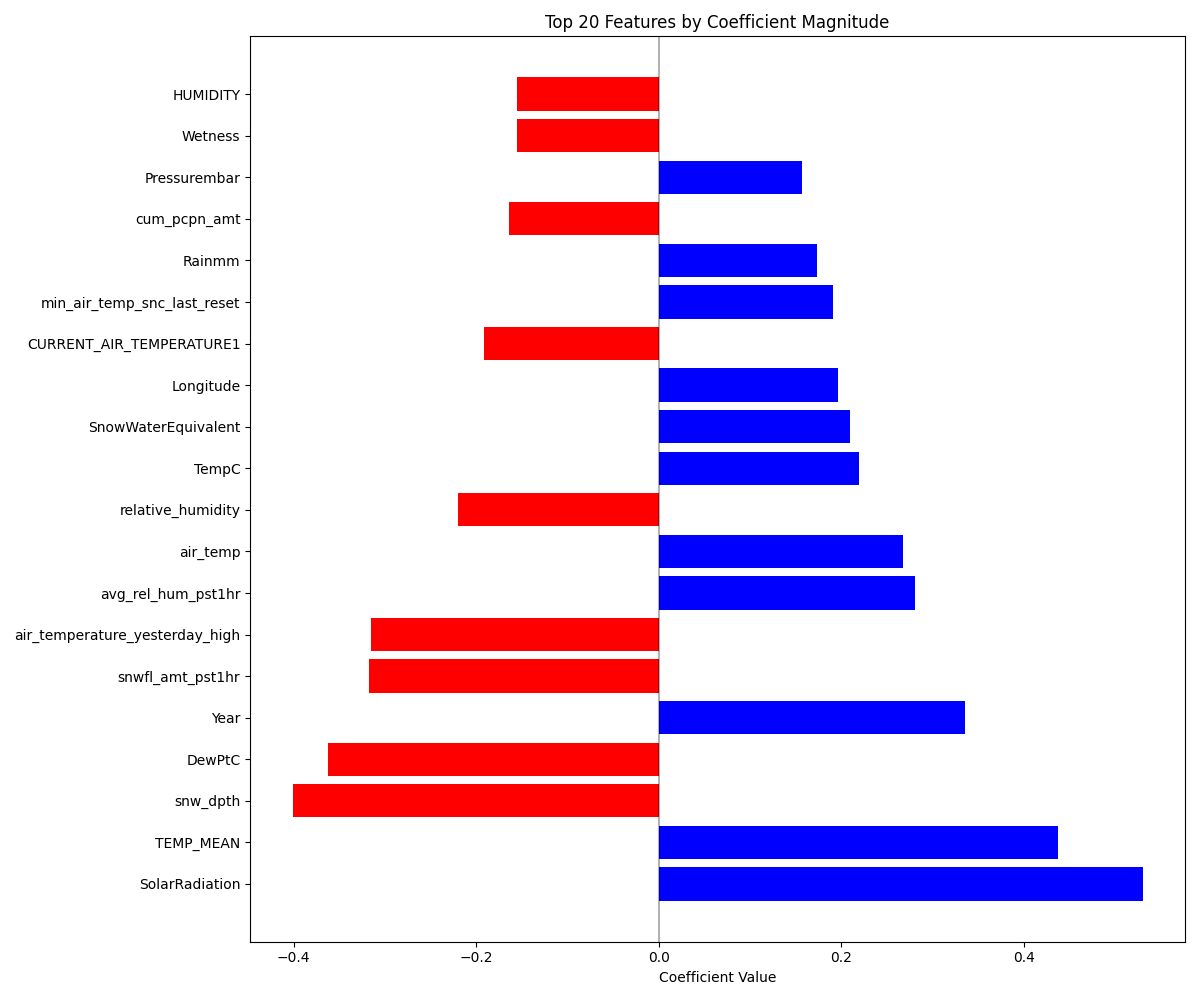 Top 20 Features by Coefficient Magnitude
HUMIDITY
Wetness
Pressurembar
cum_pcpn_amt
Rainmm
min_air_temp_snc_last_reset
CURRENT_AIR_TEMPERATURE1
Longitude
SnowWaterEquivalent
TempC
relative_humidity
air_temp
avg_rel_hum_pst1hr
air_temperature_yesterday_high
snwfl_amt_pst1hr
Year
DewPtC
snw_dpth
TEMP_MEAN
SolarRadiation
−0.4 −0.2 0.0 0.2 0.4
Coefficient Value